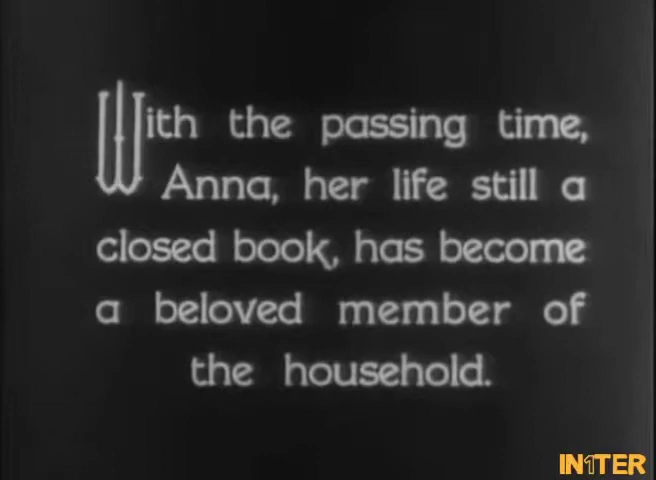 With the passing time,
Anna, her life still a
closed book, has become
a beloved member of
the household.
IN1TER